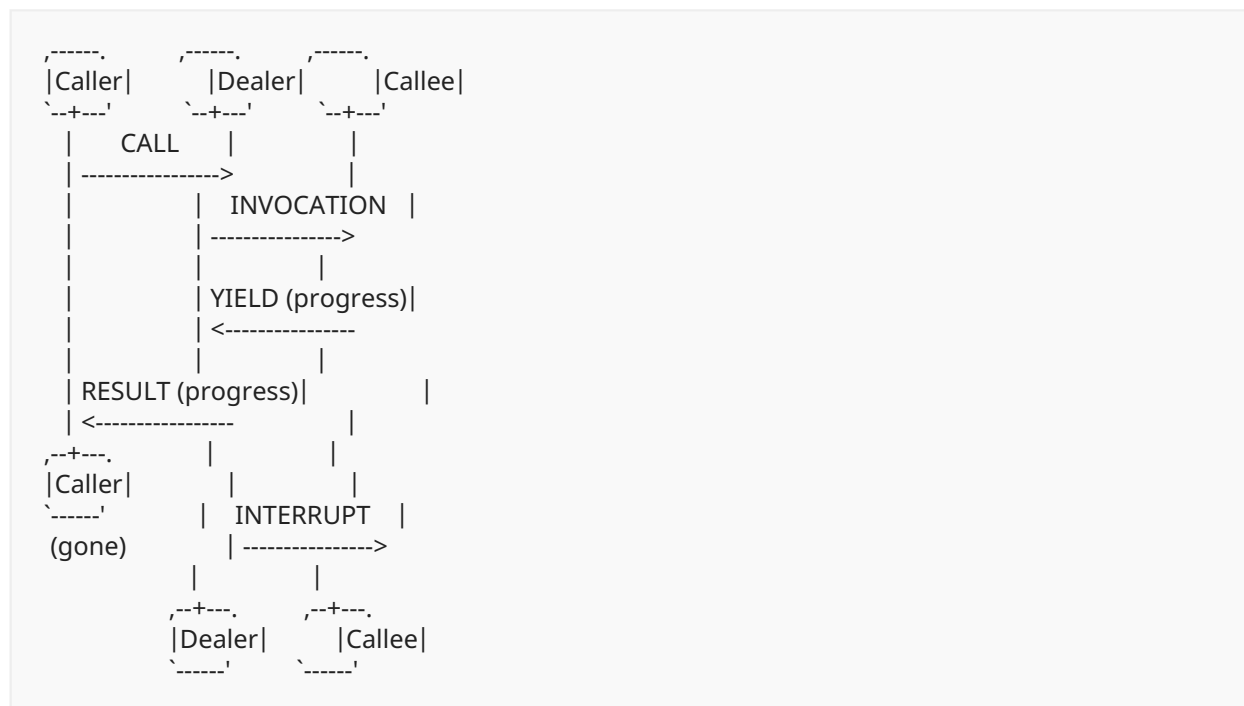 ,------.          ,------.          ,------.
|Caller|          |Dealer|          |Callee|
`--+---'          `--+---'          `--+---'
   |       CALL       |                 |
   | ----------------->                 |
   |                  |    INVOCATION   |
   |                  | ---------------->
   |                  |                 |
   |                  | YIELD (progress)|
   |                  | <----------------
   |                  |                 |
   | RESULT (progress)|                 |
   | <-----------------                 |
,--+---.              |                 |
|Caller|              |                 |
`------'              |    INTERRUPT    |
 (gone)               | ---------------->
                      |                 |
                   ,--+---.          ,--+---.
                   |Dealer|          |Callee|
                   `------'          `------'